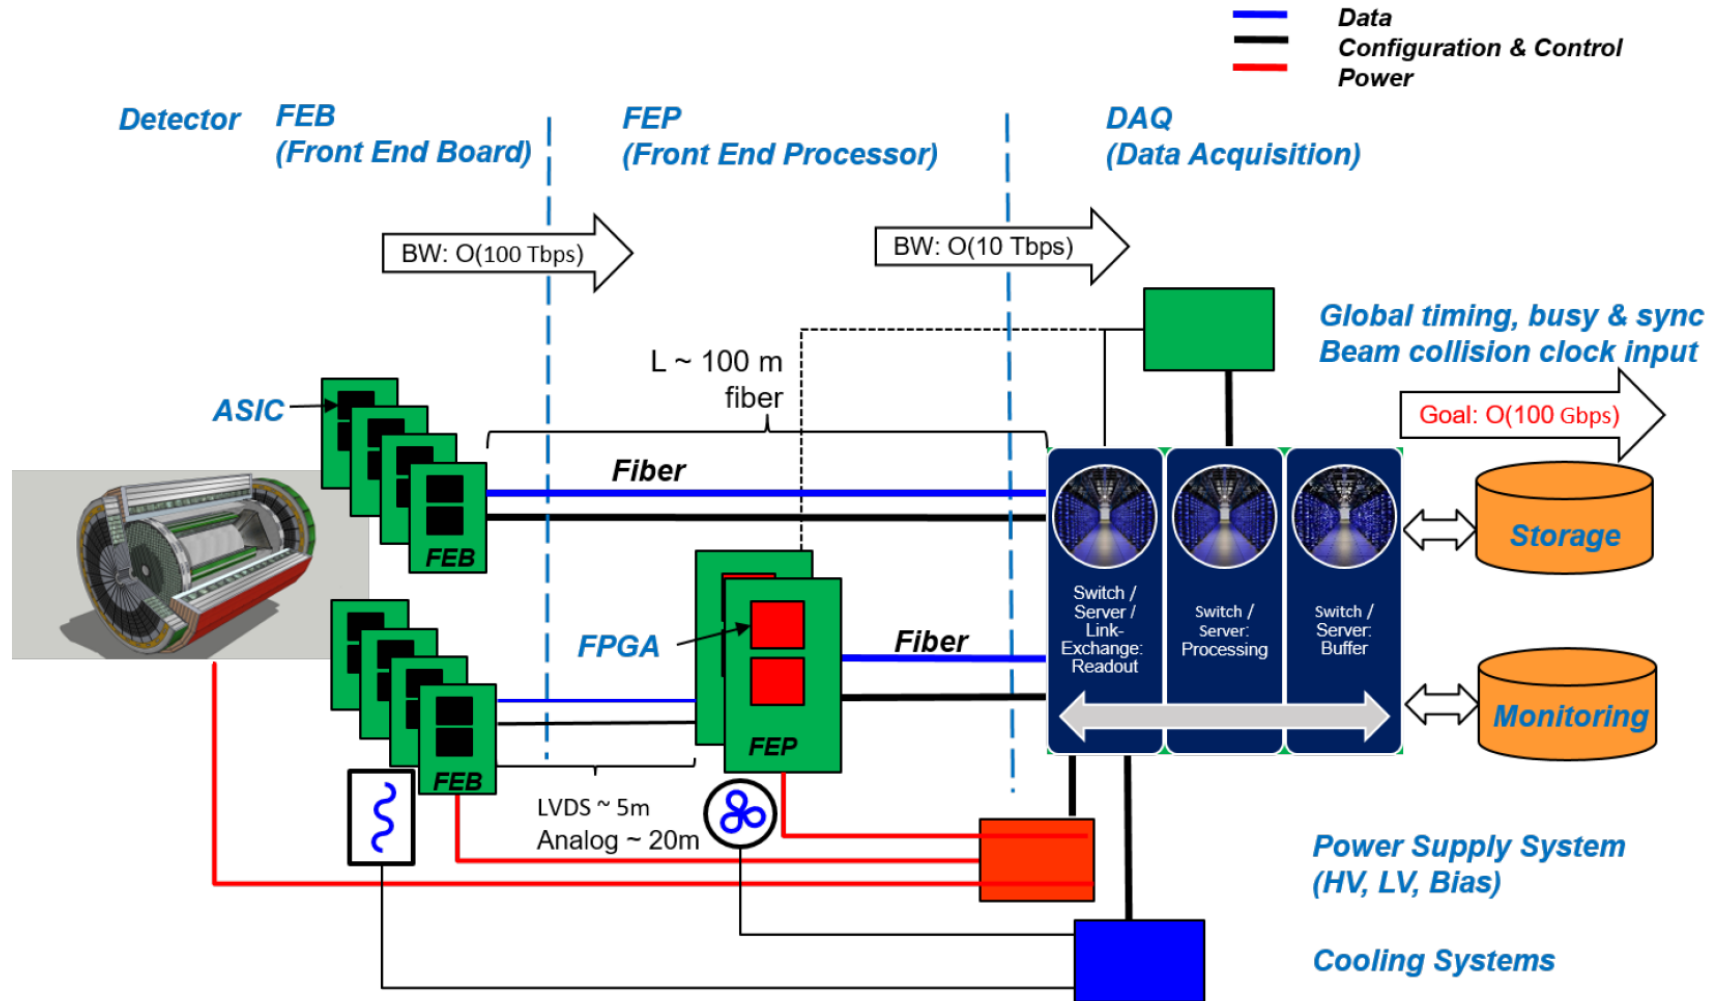 Data
Configuration & Control
Power
Detector
FEB
(Front End Board)
FEP
(Front End Processor)
DAQ
(Data Acquisition)
BW: O(100 Tbps)
BW: O(10 Tbps)
Global timing, busy & sync
Beam collision clock input
L ~ 100 m
fiber
ASIC
Goal: O(100 Gbps)
Fiber
FEB
Storage
Switch /
Server /
Link-
Exchange:
Readout
Switch /
Server:
Processing
Switch /
Server:
Buffer
FPGA
Fiber
FEP
Monitoring
FEB
LVDS ~ 5m
Analog ~ 20m
Power Supply System
(HV, LV, Bias)
Cooling Systems